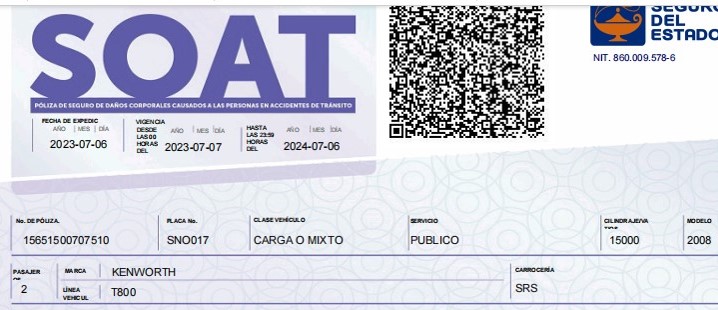 SOAT
PÓLIZA DE SEGURO DE DAÑOS CORPORALES CAUSADOS A LAS PERSONAS EN ACCIDENTES DE TRÁNSITO
FECHA DE EXPEDIC
AÑO MES DÍA
2023-07-06
VIGENCIA
DESDE
LAS 00
HORAS
DEL
AÑO MES DÍA
2023-07-07
HASTA
LAS 23:59
HORAS
DEL
AÑO MES DÍA
2024-07-06
SEGURO
DEL
ESTADO
NIT. 860.009.578-6
No. DE PÓLIZA. PLACA No. CLASE VEHÍCULO SERVICIO CILINDRAJE/VA MODELO
15651500707510 SNO017 CARGA O MIXTO PUBLICO 15000 2008
PASAJER MARCA KENWORTH CARROCERÍA
2 LÍNEA
VEHICUL T800 SRS